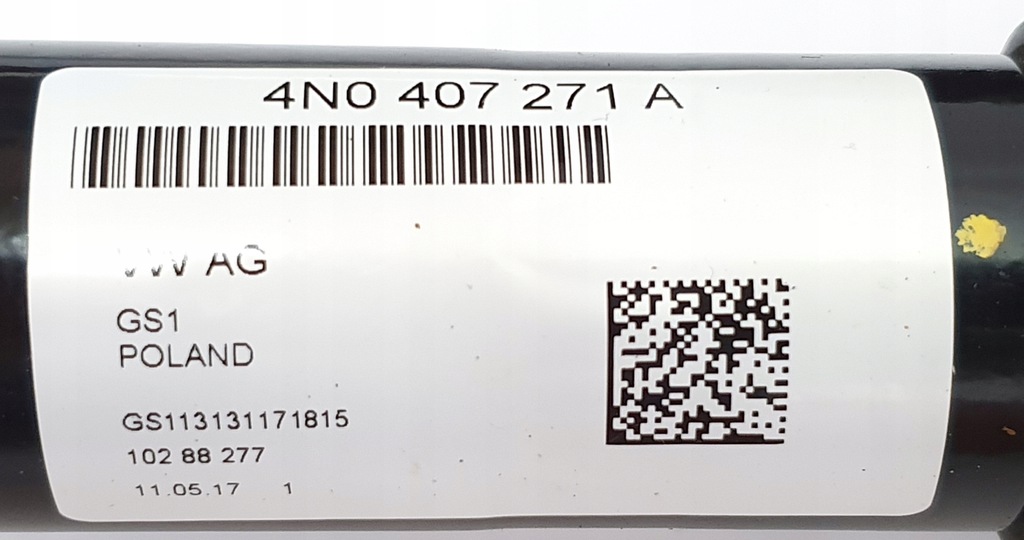 4N0 407 271 A
VW AG
GS1
POLAND
GS113131171815
102 88 277
11.05.17 1